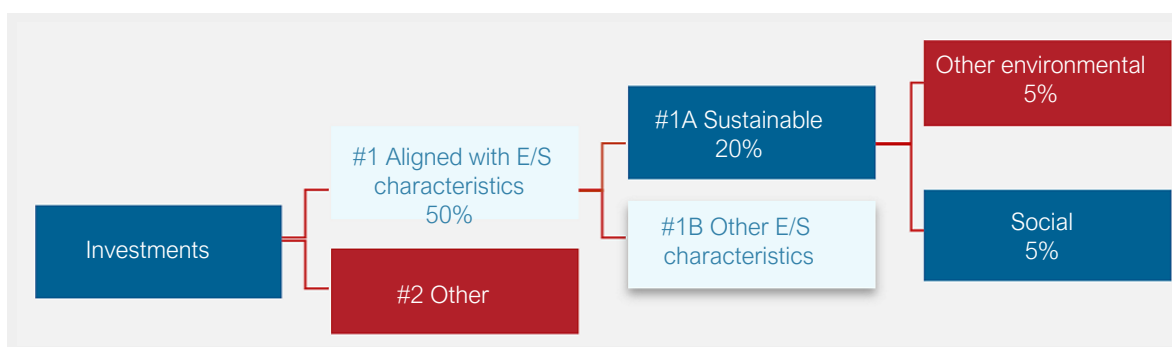 Investments
#1 Aligned with E/S
characteristics
50%
#2 Other
#1A Sustainable
20%
#1B Other E/S
characteristics
Other environmental
5%
Social
5%